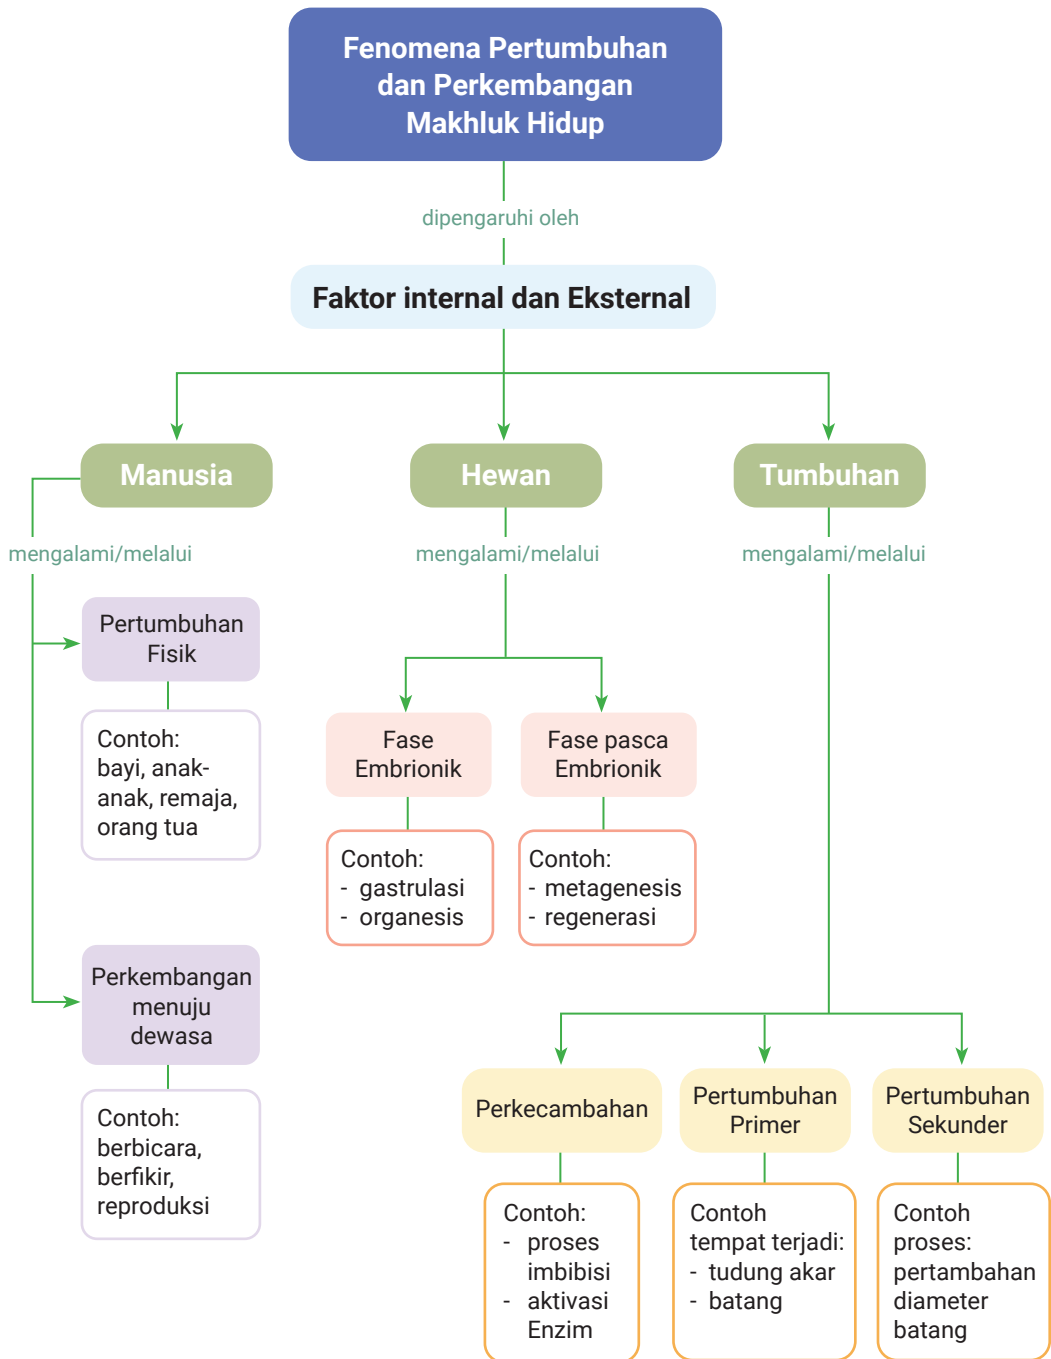 Fenomena Pertumbuhan
dan Perkembangan
Makhluk Hidup
dipengaruhi oleh
Faktor internal dan Eksternal
Manusia
Hewan
Tumbuhan
mengalami/melalui
mengalami/melalui
mengalami/melalui
Pertumbuhan
Fisik
Contoh:
bayi, anak-
anak, remaja,
orang tua
Perkembangan
menuju
dewasa
Contoh:
berbicara,
berfikir,
reproduksi
Fase
Embrionik
Contoh:
- gastrulasi
- organesis
Fase pasca
Embrionik
Contoh:
- metagenesis
- regenerasi
Perkecambahan
Contoh:
- proses
imbibisi
- aktivasi
Enzim
Pertumbuhan
Primer
Contoh
tempat terjadi:
- tudung akar
- batang
Pertumbuhan
Sekunder
Contoh
proses:
pertambahan
diameter
batang